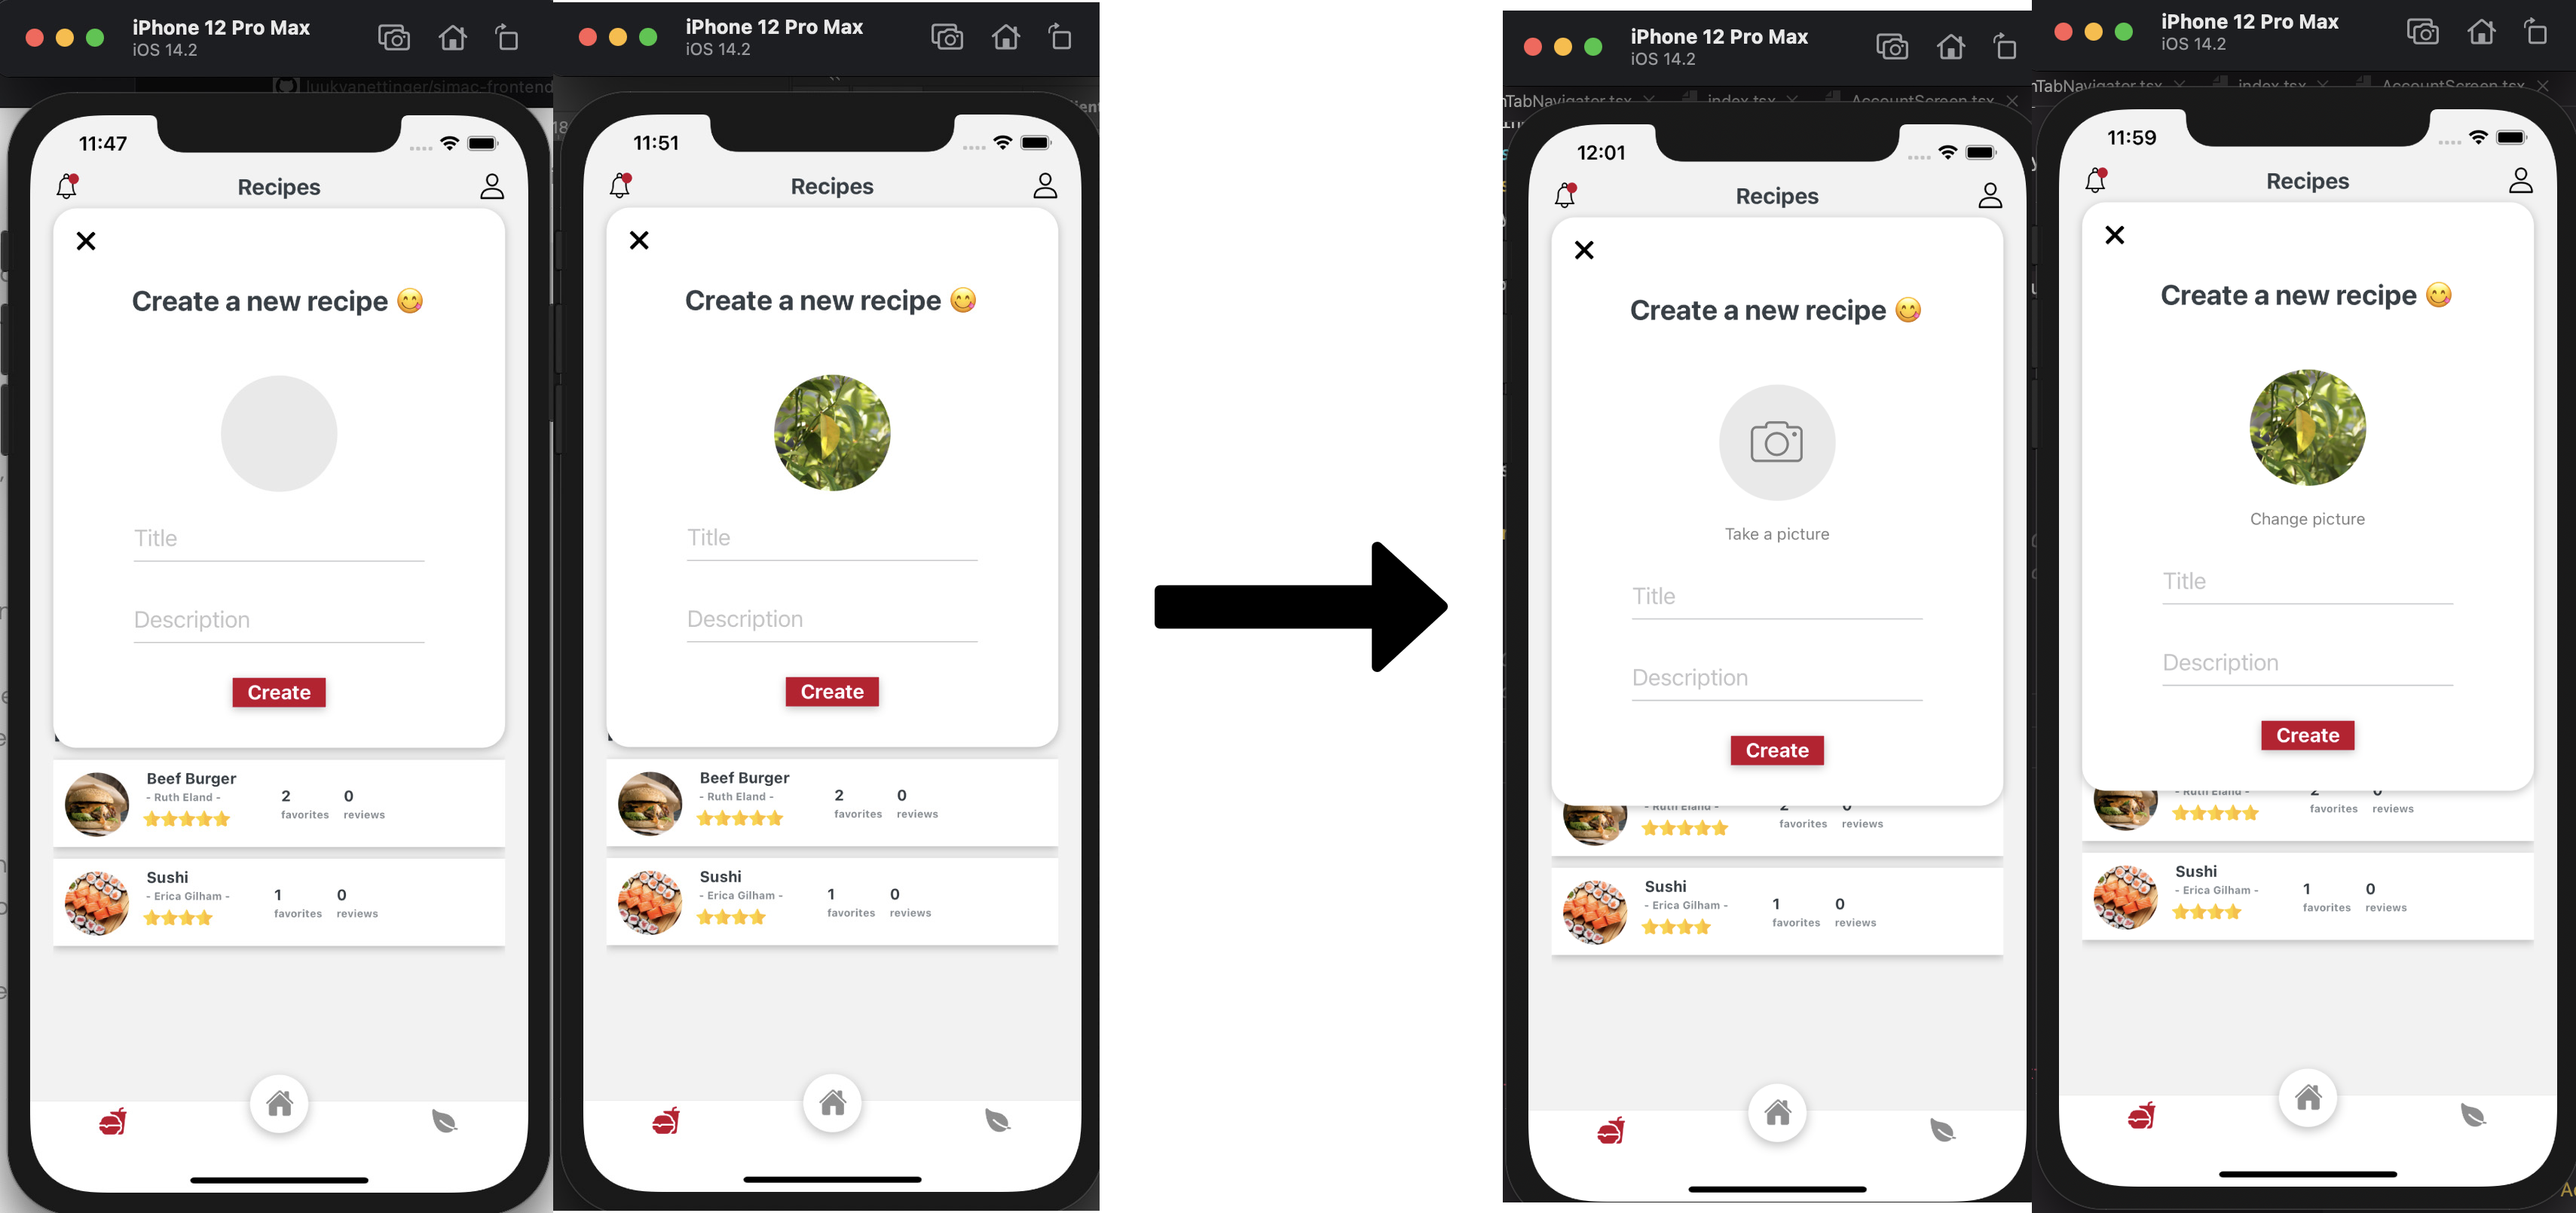 iPhone 12 Pro Max
iOS 14.2
luukvanettinger/simac-frontend
11:47
Recipes
Create a new recipe 😋
Title
Description
Create
Beef Burger
- Ruth Eland -
2 favorites
0 reviews
Sushi
- Erica Gilham -
1 favorites
0 reviews
iPhone 12 Pro Max
iOS 14.2
18
11:51
Recipes
Create a new recipe 😋
Title
Description
Create
Beef Burger
- Ruth Eland -
2 favorites
0 reviews
Sushi
- Erica Gilham -
1 favorites
0 reviews
iPhone 12 Pro Max
iOS 14.2
TabNavigator.tsx
index.tsx
AccountScreen.tsx
12:01
Recipes
Create a new recipe 😋
Take a picture
Title
Description
Create
- Ruth Eland -
2 favorites
0 reviews
Sushi
- Erica Gilham -
1 favorites
0 reviews
iPhone 12 Pro Max
iOS 14.2
TabNavigator.tsx
index.tsx
AccountScreen.tsx
11:59
Recipes
Create a new recipe 😋
Change picture
Title
Description
Create
- Ruth Eland -
2 favorites
0 reviews
Sushi
- Erica Gilham -
1 favorites
0 reviews